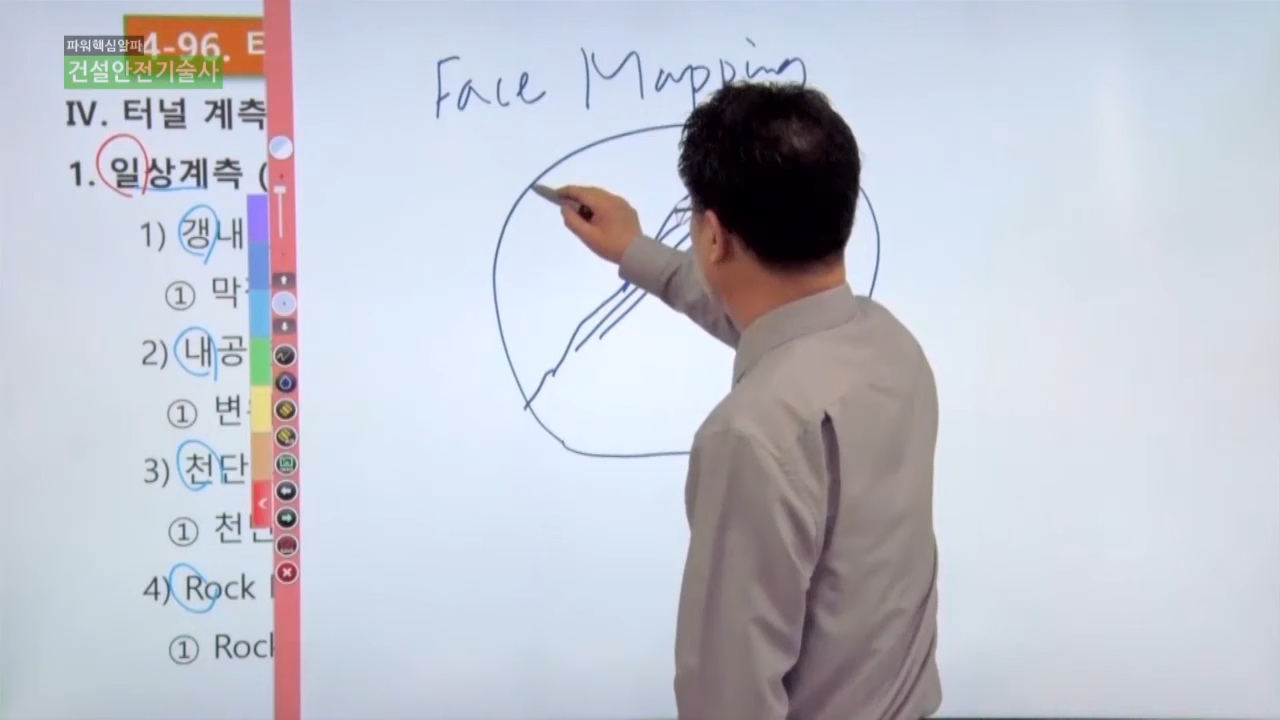 파워핵심알파
건설안전기술사
4-96. 터
IV. 터널 계측
1. 일상계측 (
1) 갱내
① 막
2) 내공
① 변
3) 천단
① 천단
4) Rock
① Rock
Face Mapping